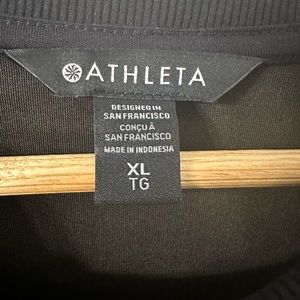 ATHLETA
DESIGNED IN
SAN FRANCISCO
CONÇU À
SAN FRANCISCO
MADE IN INDONESIA
XL
TG